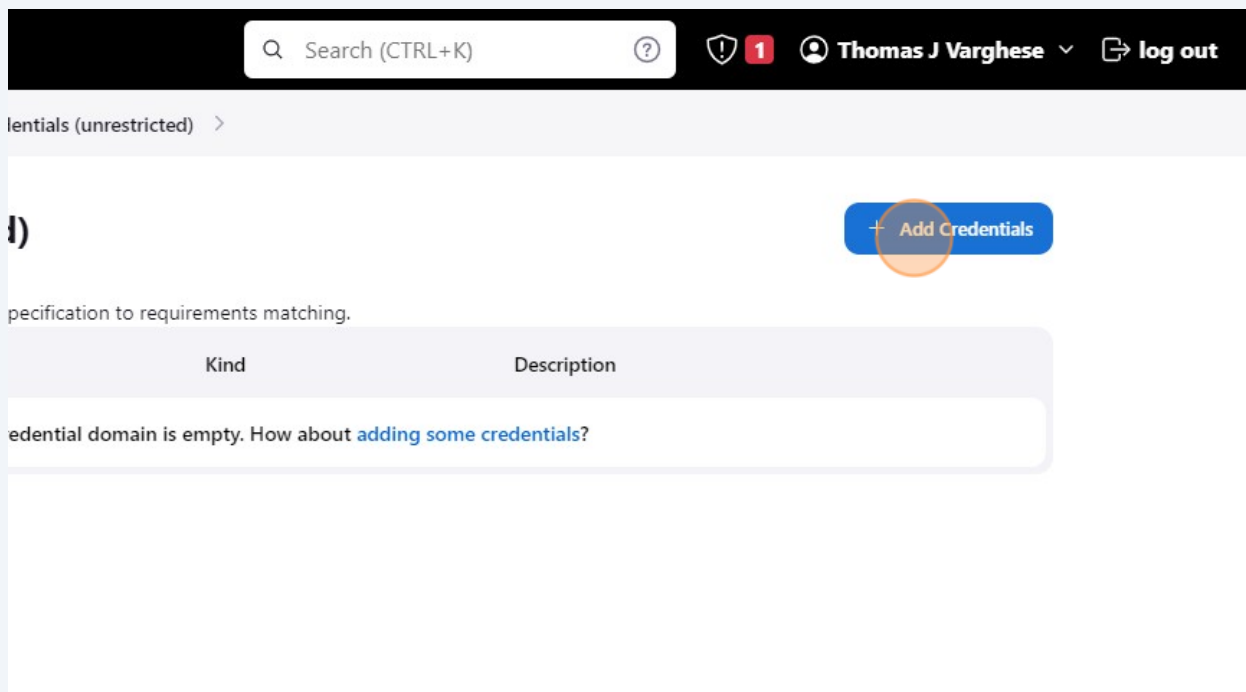 Search (CTRL+K) 1 Thomas J Varghese log out
lentials (unrestricted)
d)
+ Add Credentials
pecification to requirements matching.
Kind Description
edential domain is empty. How about adding some credentials?